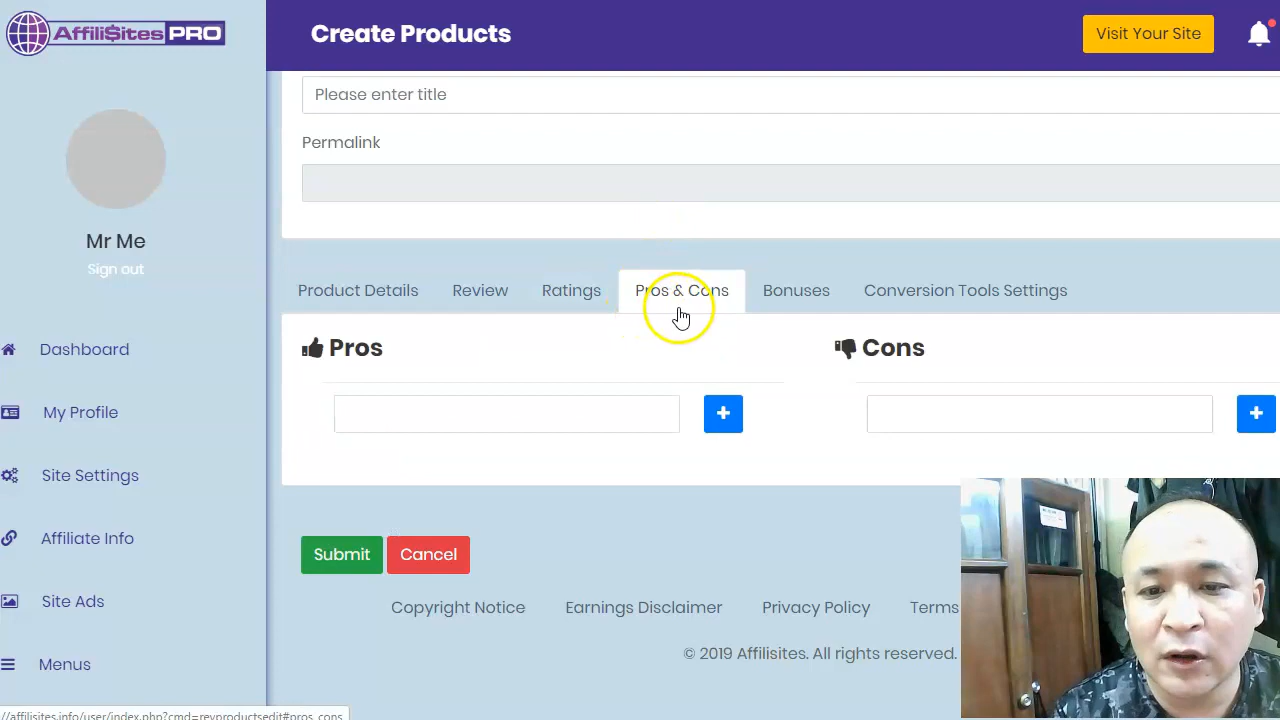 Affili$ites PRO
Create Products
Visit Your Site
Please enter title
Permalink
Mr Me
Sign out
Product Details
Review
Ratings
Pros & Cons
Bonuses
Conversion Tools Settings
Pros
Cons
Dashboard
My Profile
Site Settings
Affiliate Info
Site Ads
Menus
Submit
Cancel
Copyright Notice
Earnings Disclaimer
Privacy Policy
Terms
© 2019 Affilisites. All rights reserved.
//affilisites.info/user/index.php?cmd=revproductsedit#pros_cons